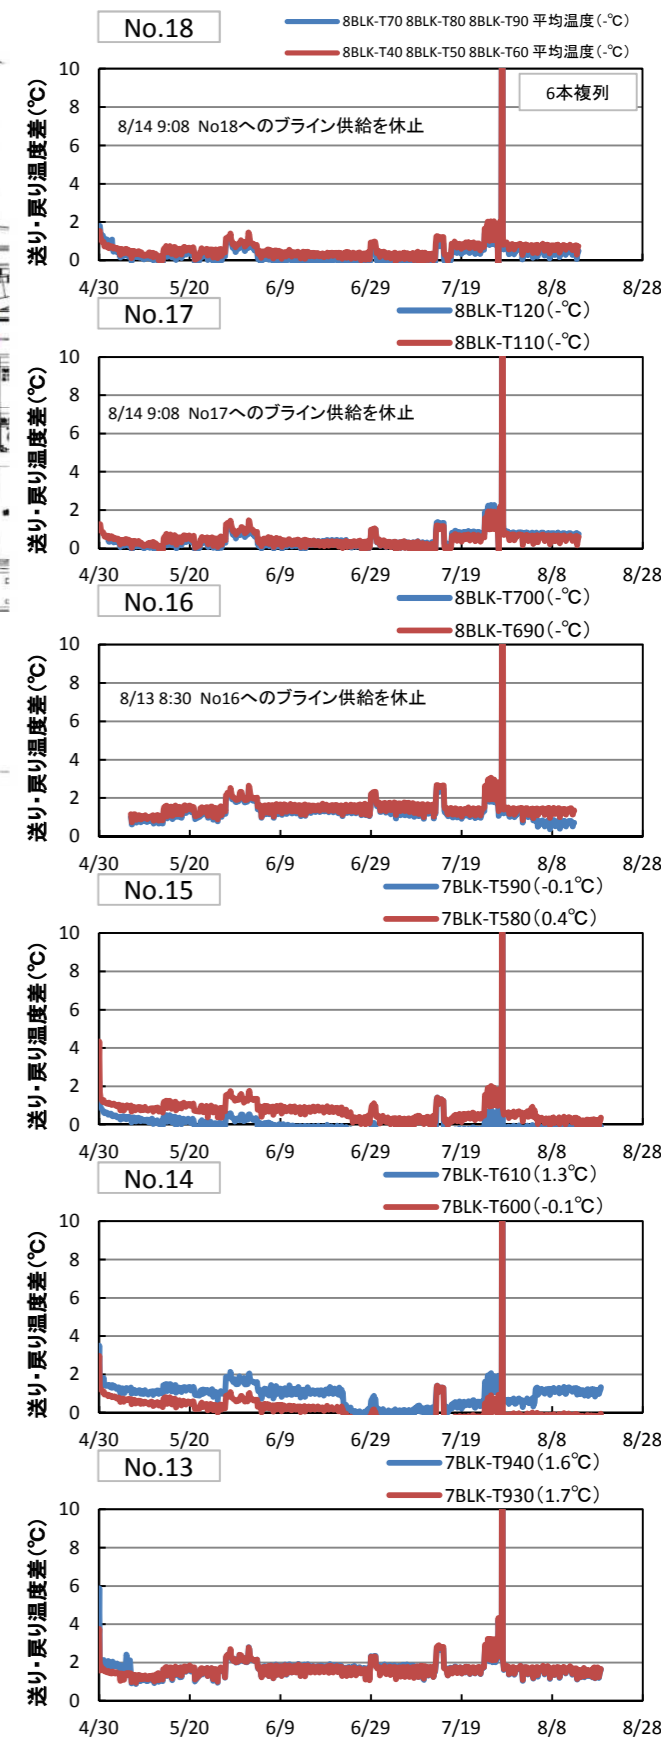 No.18
8BLK-T70 8BLK-T80 8BLK-T90 平均温度(-℃)
8BLK-T40 8BLK-T50 8BLK-T60 平均温度(-℃)
送り・戻り温度差(℃)
10
8
6
4
2
0
6本複列
8/14 9:08 No18へのブライン供給を休止
4/30 5/20 6/9 6/29 7/19 8/8 8/28
No.17
8BLK-T120(-℃)
8BLK-T110(-℃)
送り・戻り温度差(℃)
10
8
6
4
2
0
8/14 9:08 No17へのブライン供給を休止
4/30 5/20 6/9 6/29 7/19 8/8 8/28
No.16
8BLK-T700(-℃)
8BLK-T690(-℃)
送り・戻り温度差(℃)
10
8
6
4
2
0
8/13 8:30 No16へのブライン供給を休止
4/30 5/20 6/9 6/29 7/19 8/8 8/28
No.15
7BLK-T590(-0.1℃)
7BLK-T580(0.4℃)
送り・戻り温度差(℃)
10
8
6
4
2
0
4/30 5/20 6/9 6/29 7/19 8/8 8/28
No.14
7BLK-T610(1.3℃)
7BLK-T600(-0.1℃)
送り・戻り温度差(℃)
10
8
6
4
2
0
4/30 5/20 6/9 6/29 7/19 8/8 8/28
No.13
7BLK-T940(1.6℃)
7BLK-T930(1.7℃)
送り・戻り温度差(℃)
10
8
6
4
2
0
4/30 5/20 6/9 6/29 7/19 8/8 8/28